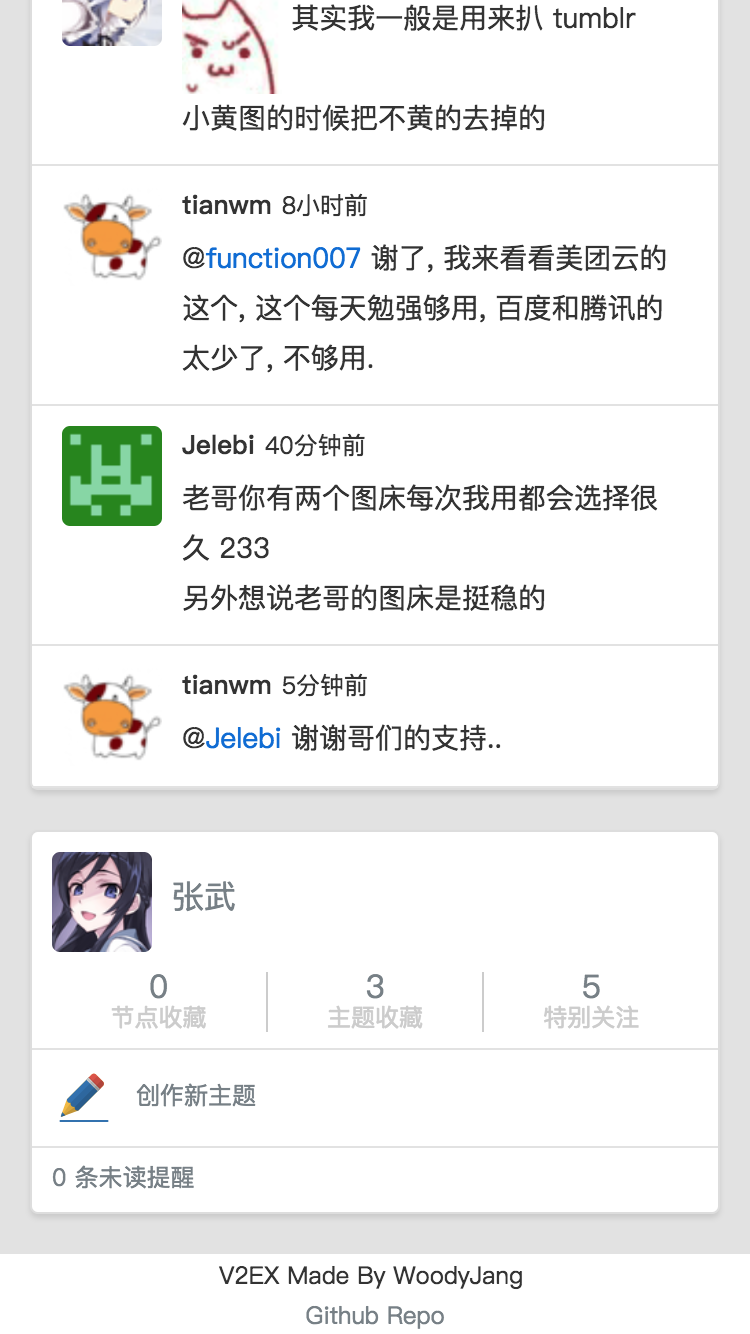 其实我一般是用来扒 tumblr
小黄图的时候把不黄的去掉的
tianwm 8小时前
@function007 谢了, 我来看看美团云的
这个, 这个每天勉强够用, 百度和腾讯的
太少了, 不够用.
Jelebi 40分钟前
老哥你有两个图床每次我用都会选择很
久 233
另外想说老哥的图床是挺稳的
tianwm 5分钟前
@Jelebi 谢谢哥们的支持..
张武
0 3 5
节点收藏 主题收藏 特别关注
创作新主题
0 条未读提醒
V2EX Made By WoodyJang
Github Repo